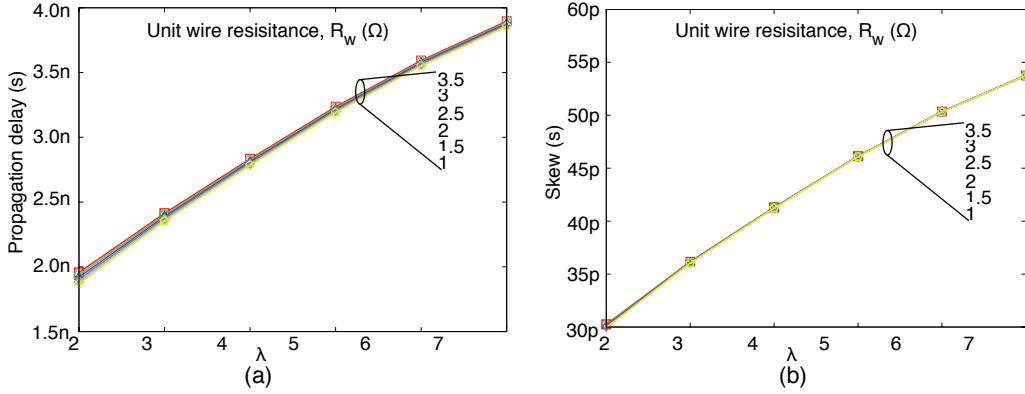 4.0n
Unit wire resisitance, RW (Ω)
3.5n
3.5
3
2.5
2
1.5
1
3.0n
2.5n
2.0n
1.5n
Propagation delay (s)
2 3 4 5 6 7
λ
(a)
60p
Unit wire resisitance, RW (Ω)
55p
50p
3.5
3
2.5
2
1.5
1
45p
40p
35p
30p
Skew (s)
2 3 4 5 6 7
λ
(b)